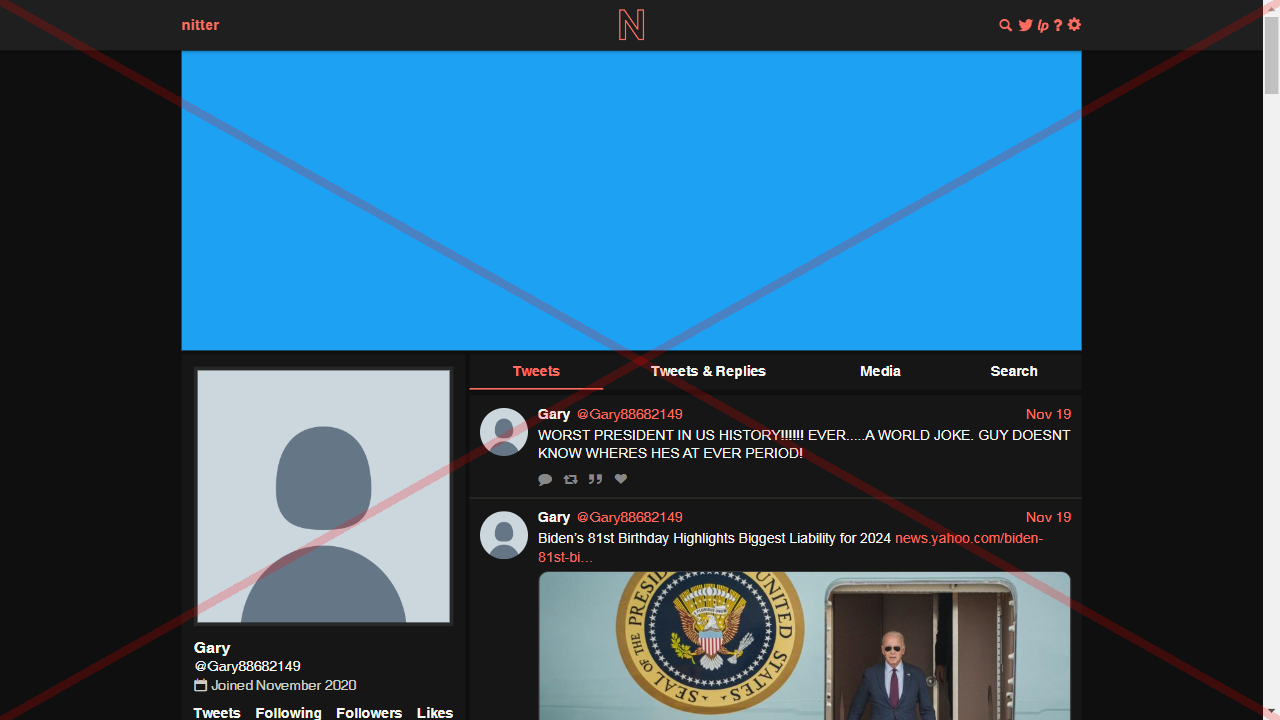 nitter
N
lp ?
Tweets Tweets & Replies Media Search
Gary @Gary88682149 Nov 19
WORST PRESIDENT IN US HISTORY!!!!!! EVER.....A WORLD JOKE. GUY DOESNT
KNOW WHERES HES AT EVER PERIOD!
Gary @Gary88682149 Nov 19
Biden’s 81st Birthday Highlights Biggest Liability for 2024 news.yahoo.com/biden-
81st-bi…
SEAL OF THE PRESIDENT UNITED STATES
Gary
@Gary88682149
Joined November 2020
Tweets Following Followers Likes